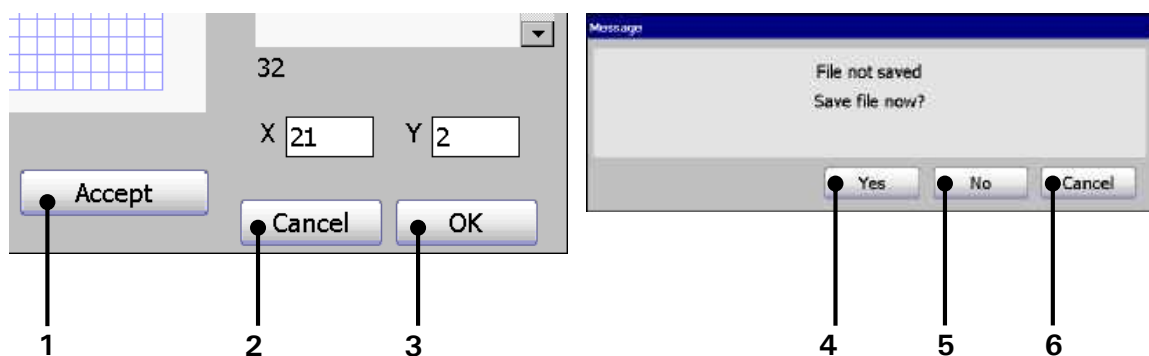 32
X 21 Y 2
Accept
Cancel OK
Message
File not saved
Save file now?
Yes No Cancel
1 2 3 4 5 6